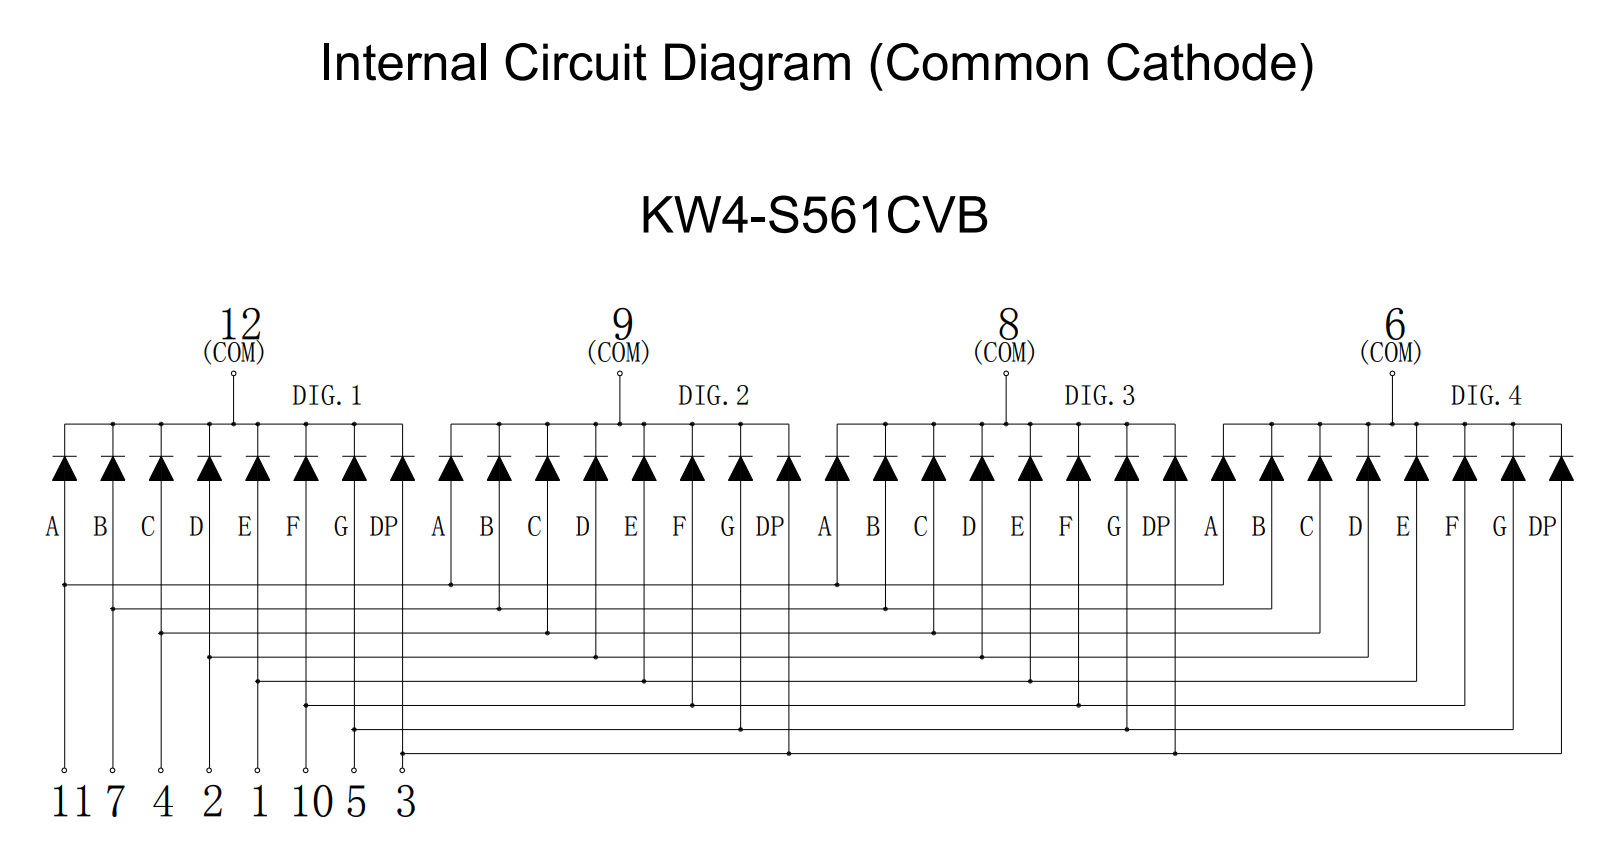 Internal Circuit Diagram (Common Cathode)
KW4-S561CVB
12 9 8 6
(COM) (COM) (COM) (COM)
DIG.1 DIG.2 DIG.3 DIG.4
A B C D E F G DP A B C D E F G DP A B C D E F G DP A B C D E F G DP
11 7 4 2 1 10 5 3